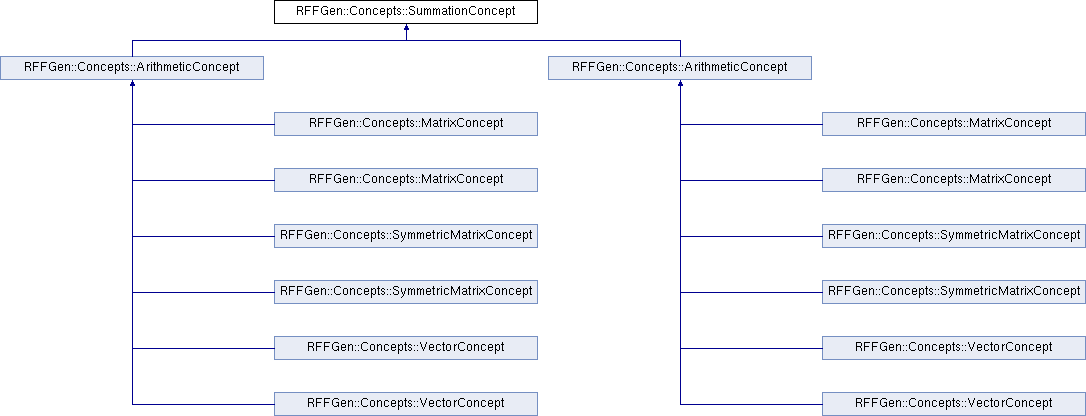 RFFGen::Concepts::SummationConcept
RFFGen::Concepts::ArithmeticConcept
RFFGen::Concepts::ArithmeticConcept
RFFGen::Concepts::MatrixConcept
RFFGen::Concepts::MatrixConcept
RFFGen::Concepts::MatrixConcept
RFFGen::Concepts::MatrixConcept
RFFGen::Concepts::SymmetricMatrixConcept
RFFGen::Concepts::SymmetricMatrixConcept
RFFGen::Concepts::SymmetricMatrixConcept
RFFGen::Concepts::SymmetricMatrixConcept
RFFGen::Concepts::VectorConcept
RFFGen::Concepts::VectorConcept
RFFGen::Concepts::VectorConcept
RFFGen::Concepts::VectorConcept